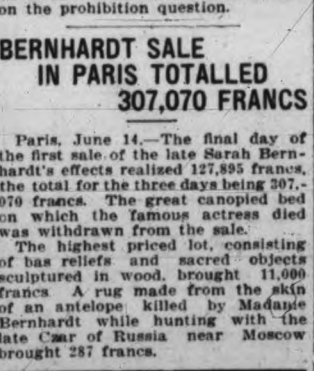 on the prohibition question.
BERNHARDT SALE
IN PARIS TOTALLED
307,070 FRANCS
Paris, June 14.—The final day of
the first sale of the late Sarah Bern-
hardt's effects realized 127,895 francs,
the total for the three days being 307,-
070 francs. The great canopied bed
on which the famous actress died
was withdrawn from the sale.
The highest priced lot, consisting
of bas reliefs and sacred objects
sculptured in wood, brought 11,000
francs. A rug made from the skin
of an antelope killed by Madame
Bernhardt while hunting with the
late Czar of Russia near Moscow
brought 287 francs.